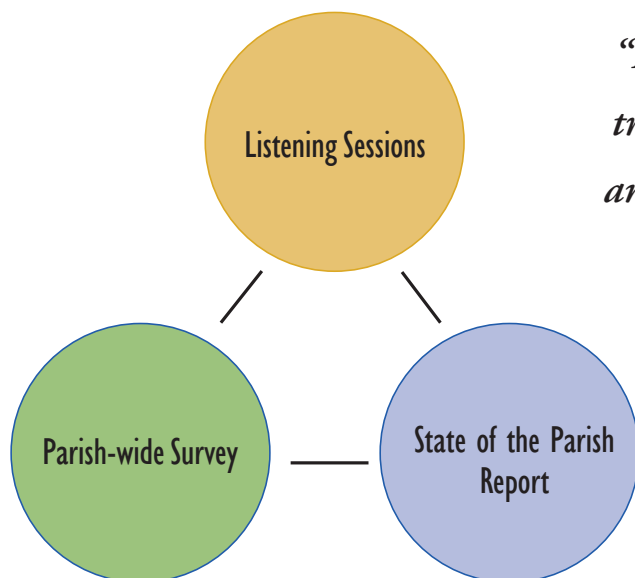 Listening Sessions
Parish-wide Survey
State of the Parish
Report